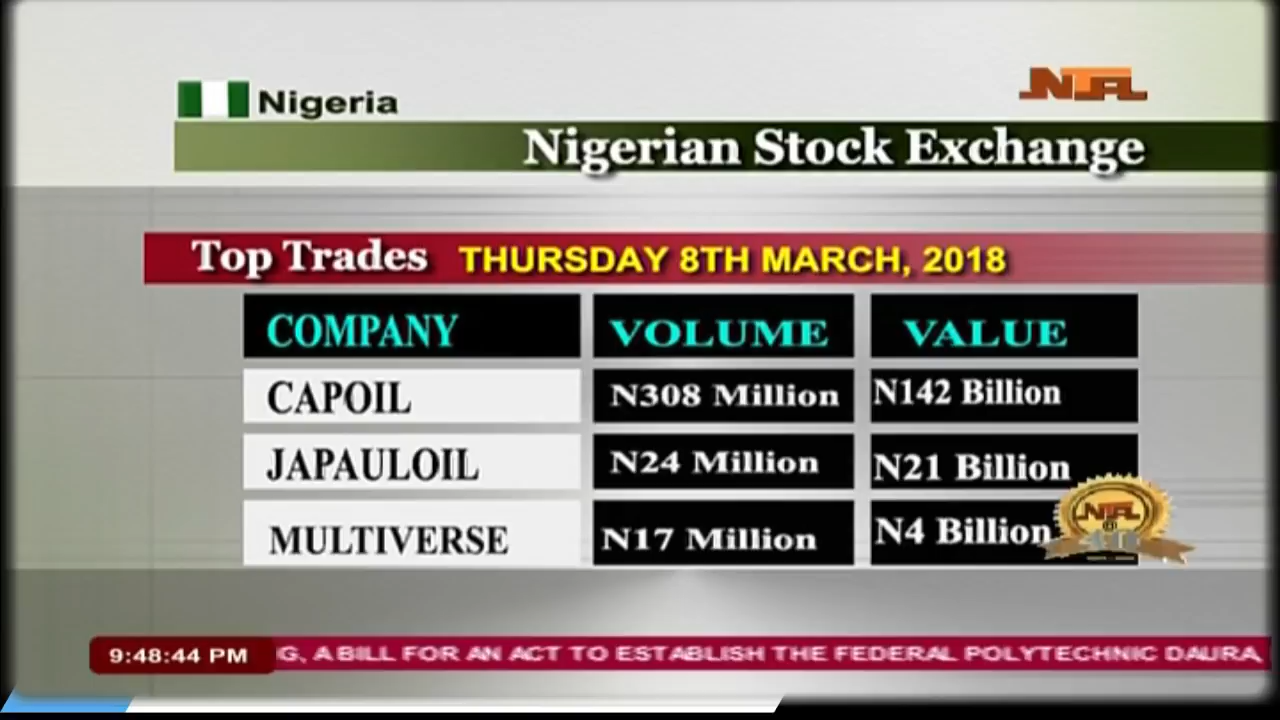 Nigeria
NTA
Nigerian Stock Exchange
Top Trades THURSDAY 8TH MARCH, 2018
COMPANY VOLUME VALUE
CAPOIL N308 Million N142 Billion
JAPAULOIL N24 Million N21 Billion
MULTIVERSE N17 Million N4 Billion
NTA
@
9:48:44 PM G, A BILL FOR AN ACT TO ESTABLISH THE FEDERAL POLYTECHNIC DAURA,